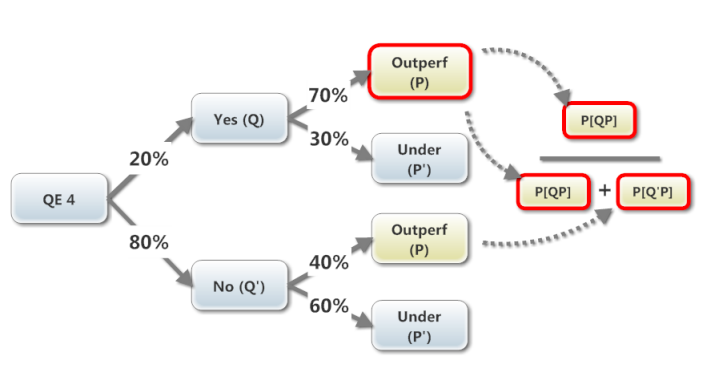 Outperf
(P)
70%
P[QP]
Yes (Q)
30%
Under
(P')
20%
QE 4
P[QP] + P[Q'P]
80%
Outperf
(P)
40%
No (Q')
60%
Under
(P')